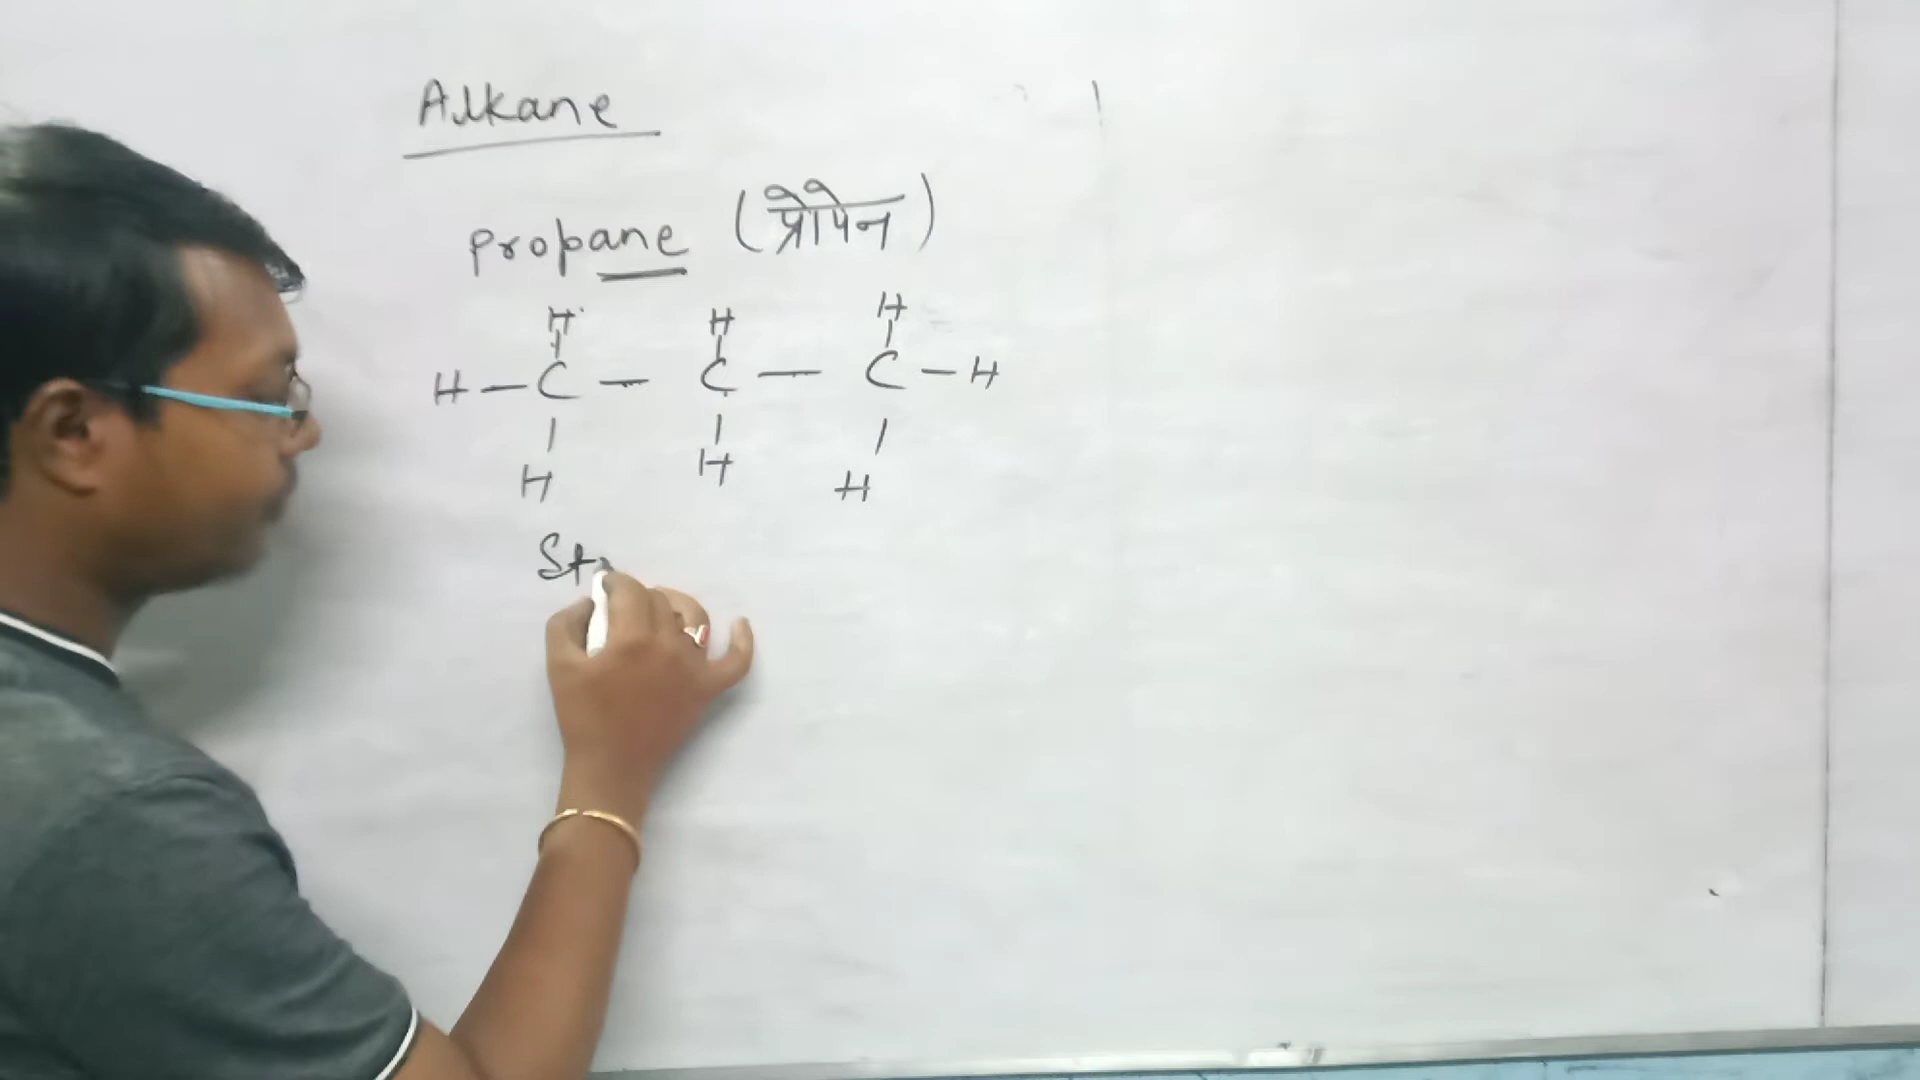 Alkane
propane (प्रोपेन)
H H H
H — C — C — C — H
H H H
St